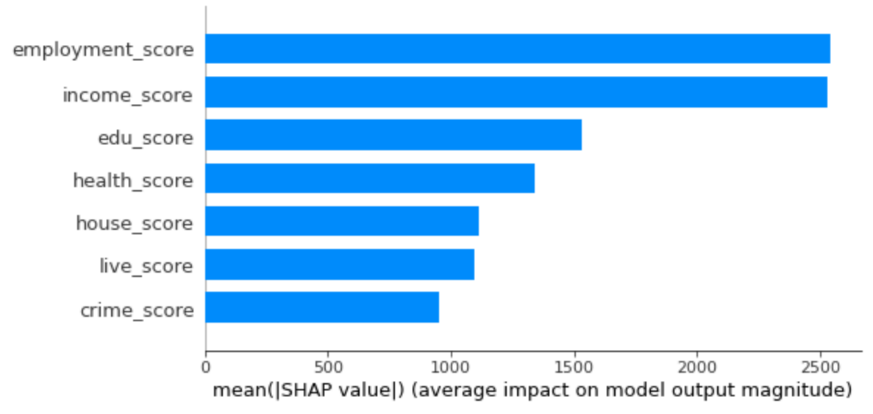 employment_score
income_score
edu_score
health_score
house_score
live_score
crime_score
0 500 1000 1500 2000 2500
mean(|SHAP value|) (average impact on model output magnitude)